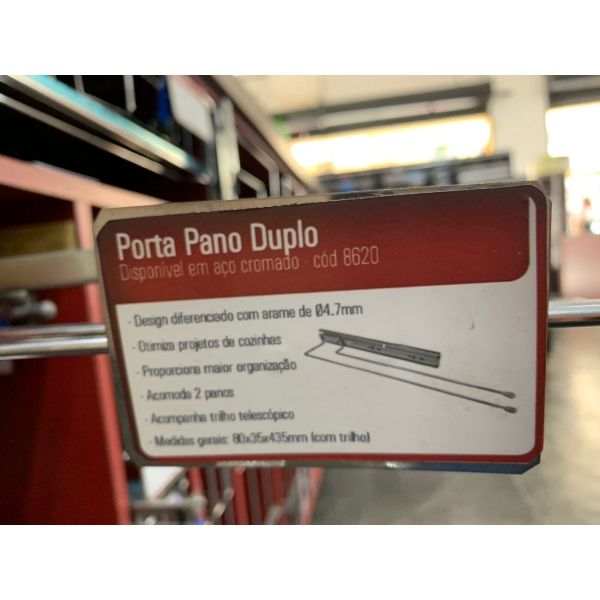 Porta Pano Duplo
Disponível em aço cromado - cód 8620
- Design diferenciado com arame de Ø4.7mm
- Otimiza projetos de cozinhas
- Proporciona maior organização
- Acomoda 2 panos
- Acompanha trilho telescópico
- Medidas gerais: 80x35x435mm (com trilho)